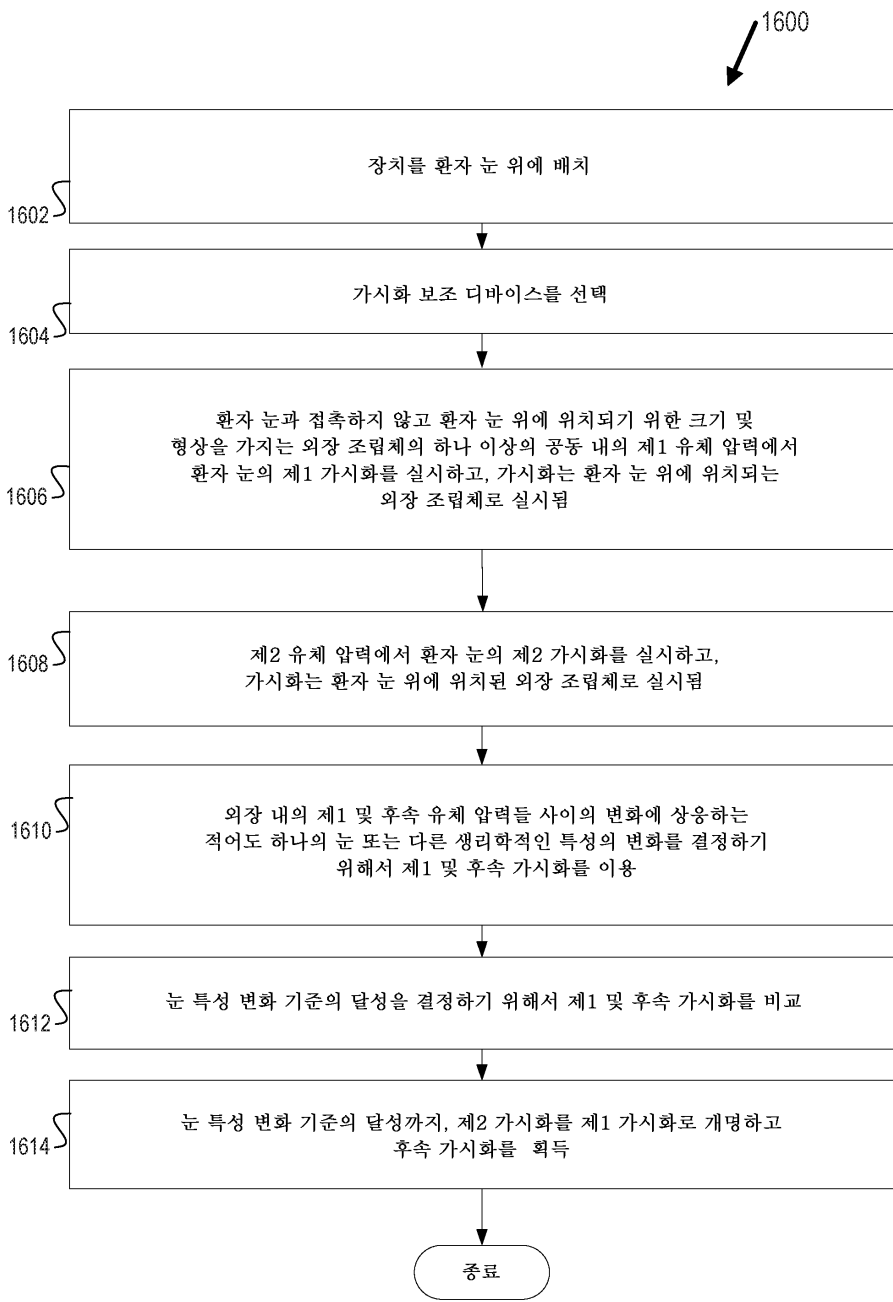 1600
장치를 환자 눈 위에 배치
1602
가시화 보조 디바이스를 선택
1604
환자 눈과 접촉하지 않고 환자 눈 위에 위치되기 위한 크기 및
형상을 가지는 외장 조립체의 하나 이상의 공동 내의 제1 유체 압력에서
환자 눈의 제1 가시화를 실시하고, 가시화는 환자 눈 위에 위치되는
외장 조립체로 실시됨
1606
제2 유체 압력에서 환자 눈의 제2 가시화를 실시하고,
가시화는 환자 눈 위에 위치된 외장 조립체로 실시됨
1608
외장 내의 제1 및 후속 유체 압력들 사이의 변화에 상응하는
적어도 하나의 눈 또는 다른 생리학적인 특성의 변화를 결정하기
위해서 제1 및 후속 가시화를 이용
1610
눈 특성 변화 기준의 달성을 결정하기 위해서 제1 및 후속 가시화를 비교
1612
눈 특성 변화 기준의 달성까지, 제2 가시화를 제1 가시화로 개명하고
후속 가시화를 획득
1614
종료